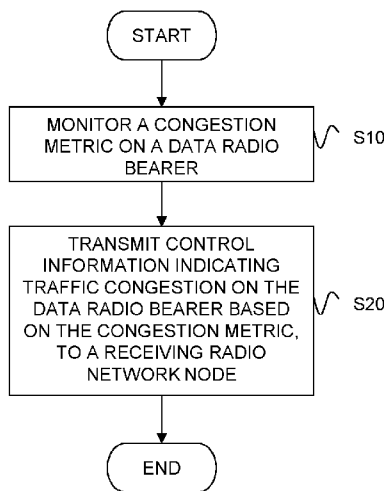 START
MONITOR A CONGESTION
METRIC ON A DATA RADIO
BEARER
S10
TRANSMIT CONTROL
INFORMATION INDICATING
TRAFFIC CONGESTION ON THE
DATA RADIO BEARER BASED
ON THE CONGESTION METRIC,
TO A RECEIVING RADIO
NETWORK NODE
S20
END